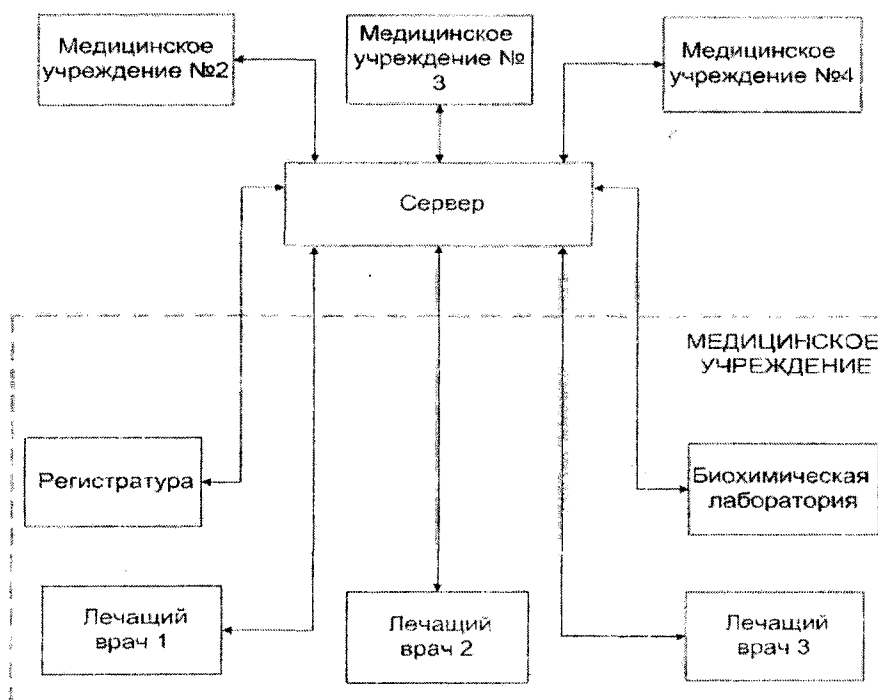 Медицинское
учреждение №2
Медицинское
учреждение №
3
Медицинское
учреждение №4
Сервер
МЕДИЦИНСКОЕ
УЧРЕЖДЕНИЕ
Регистратура
Биохимическая
лаборатория
Лечащий
врач 1
Лечащий
врач 2
Лечащий
врач 3